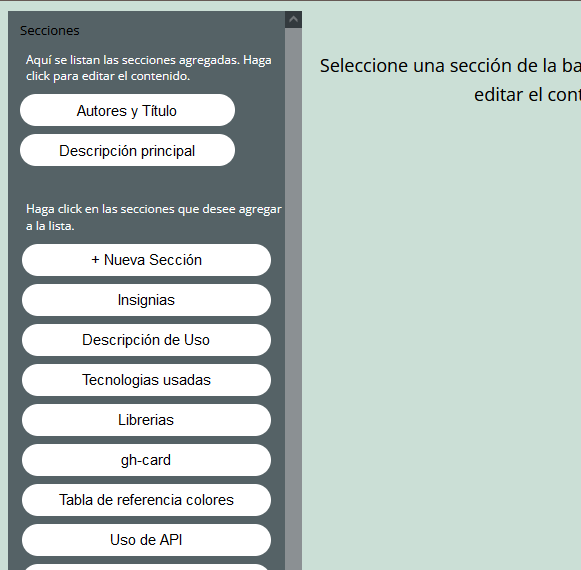 Secciones
Aquí se listan las secciones agregadas. Haga
click para editar el contenido.
Autores y Título
Descripción principal
Haga click en las secciones que desee agregar
a la lista.
+ Nueva Sección
Insignias
Descripción de Uso
Tecnologias usadas
Librerias
gh-card
Tabla de referencia colores
Uso de API
Seleccione una sección de la ba
editar el cont